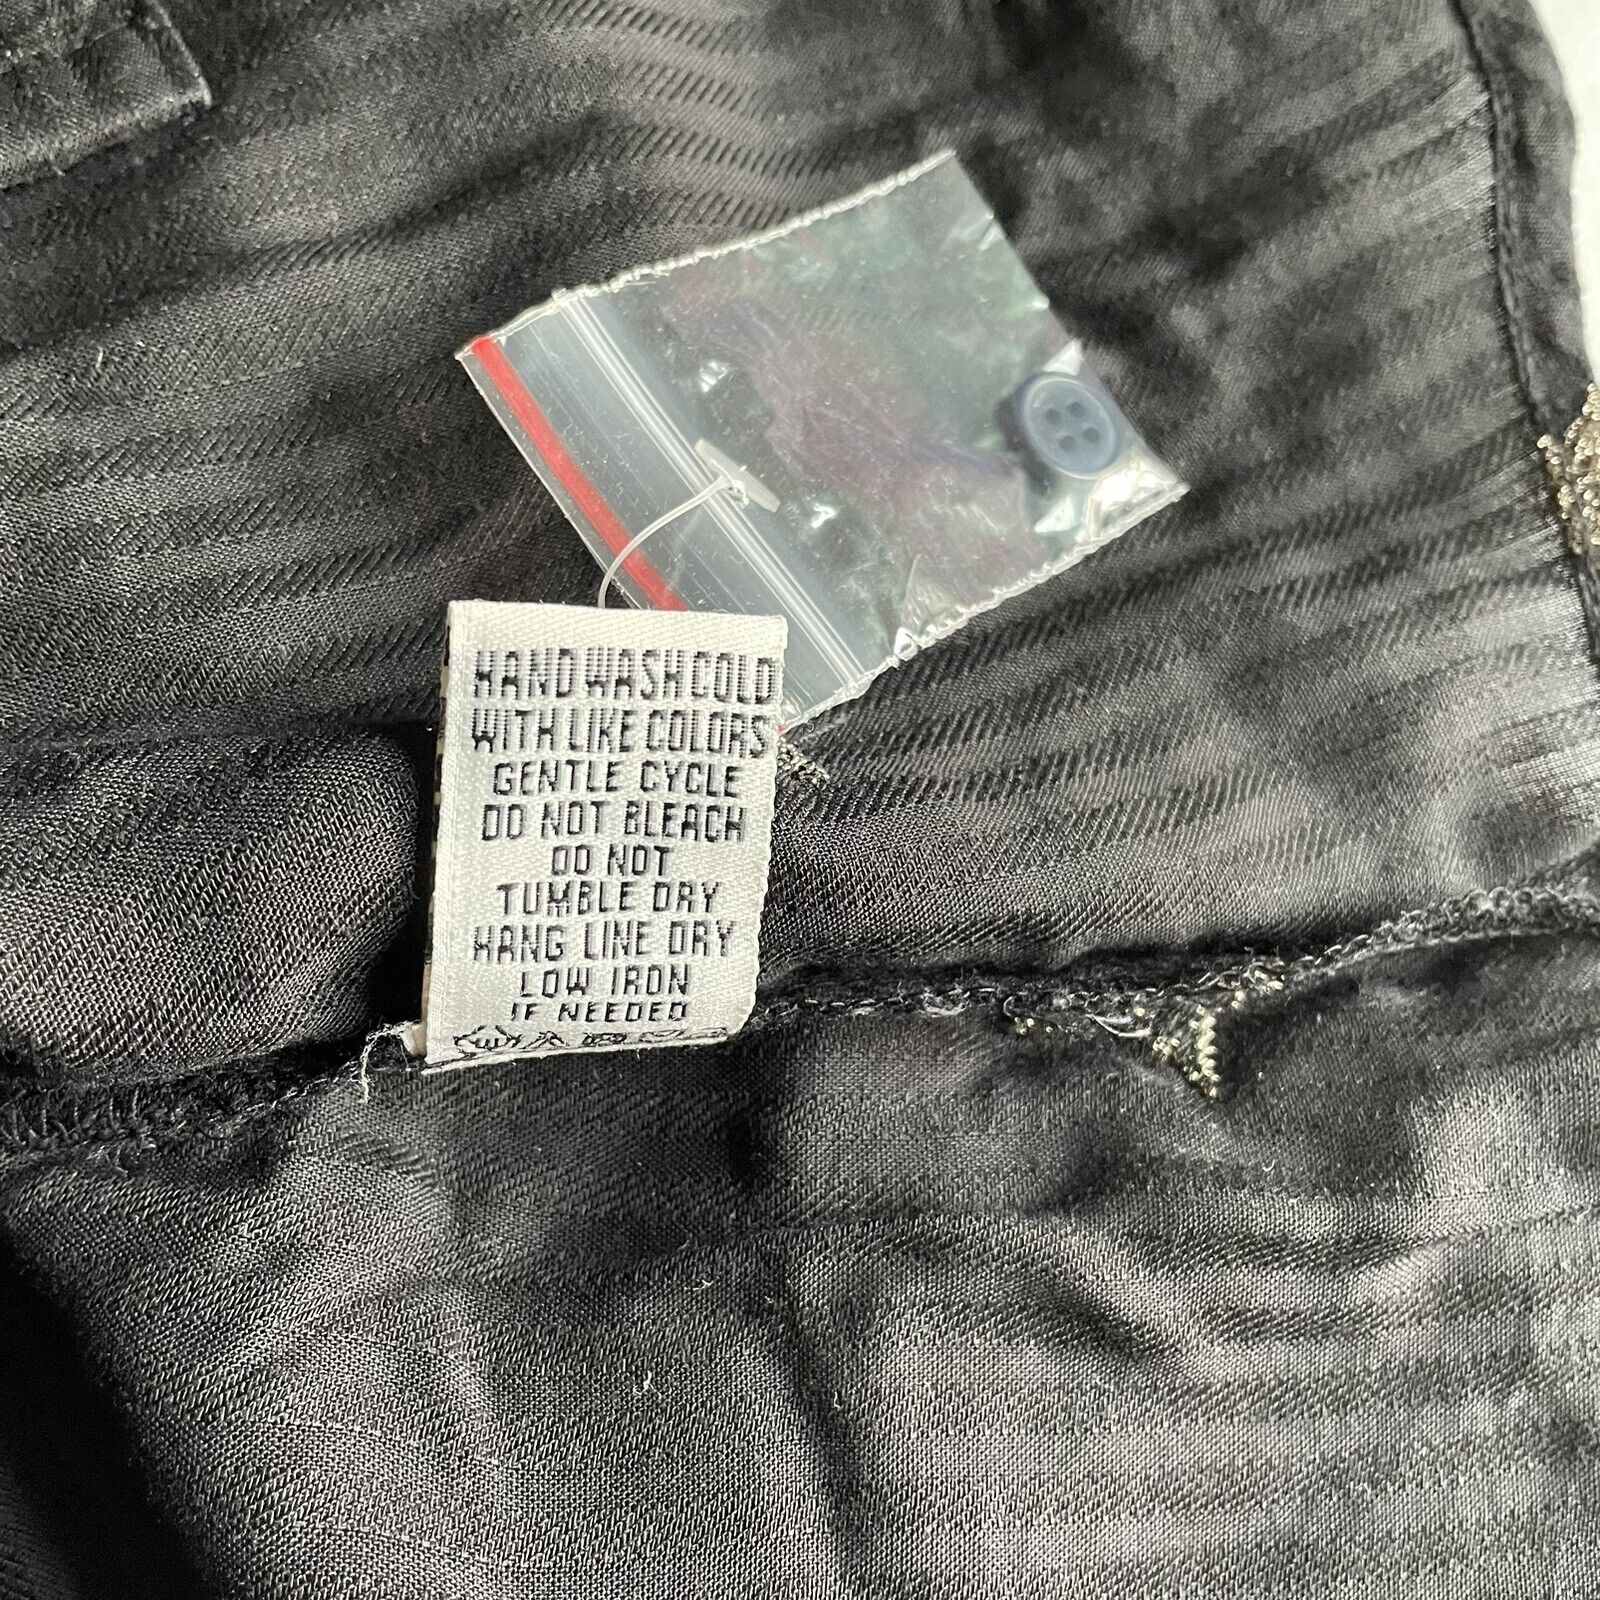 HAND WASH COLD
WITH LIKE COLORS
GENTLE CYCLE
DO NOT BLEACH
DO NOT
TUMBLE DRY
HANG LINE DRY
LOW IRON
IF NEEDED